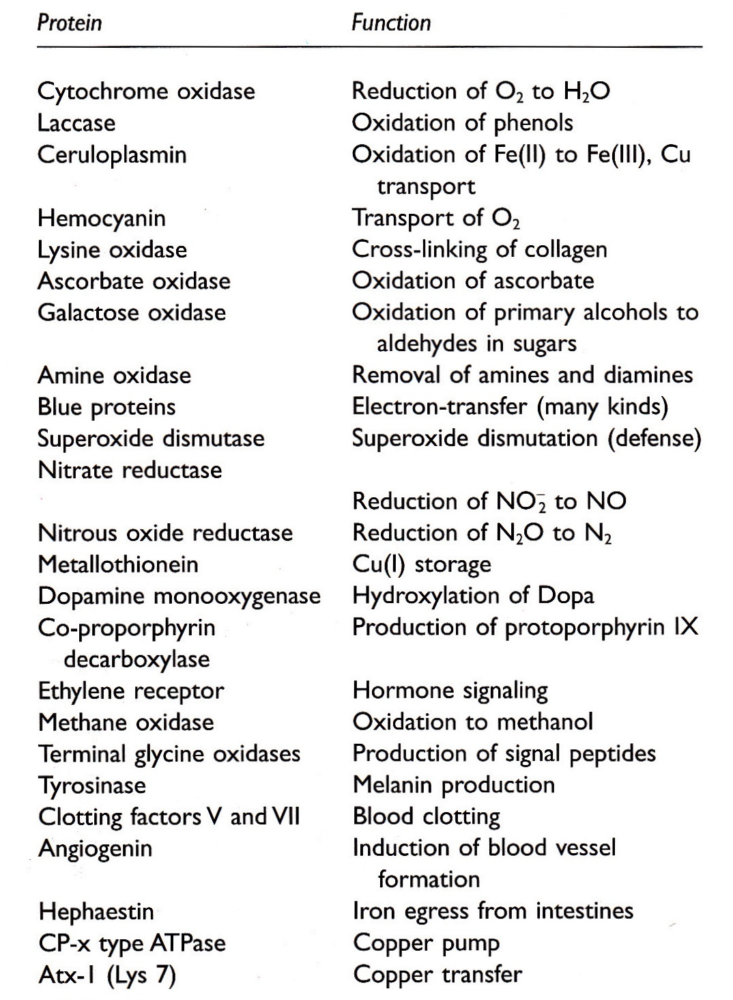 Protein Function
Cytochrome oxidase Reduction of O₂ to H₂O
Laccase Oxidation of phenols
Ceruloplasmin Oxidation of Fe(II) to Fe(III), Cu
transport
Hemocyanin Transport of O₂
Lysine oxidase Cross-linking of collagen
Ascorbate oxidase Oxidation of ascorbate
Galactose oxidase Oxidation of primary alcohols to
aldehydes in sugars
Amine oxidase Removal of amines and diamines
Blue proteins Electron-transfer (many kinds)
Superoxide dismutase Superoxide dismutation (defense)
Nitrate reductase
Reduction of NO₂⁻ to NO
Nitrous oxide reductase Reduction of N₂O to N₂
Metallothionein Cu(I) storage
Dopamine monooxygenase Hydroxylation of Dopa
Co-proporphyrin Production of protoporphyrin IX
decarboxylase
Ethylene receptor Hormone signaling
Methane oxidase Oxidation to methanol
Terminal glycine oxidases Production of signal peptides
Tyrosinase Melanin production
Clotting factors V and VII Blood clotting
Angiogenin Induction of blood vessel
formation
Hephaestin Iron egress from intestines
CP-x type ATPase Copper pump
Atx-1 (Lys 7) Copper transfer